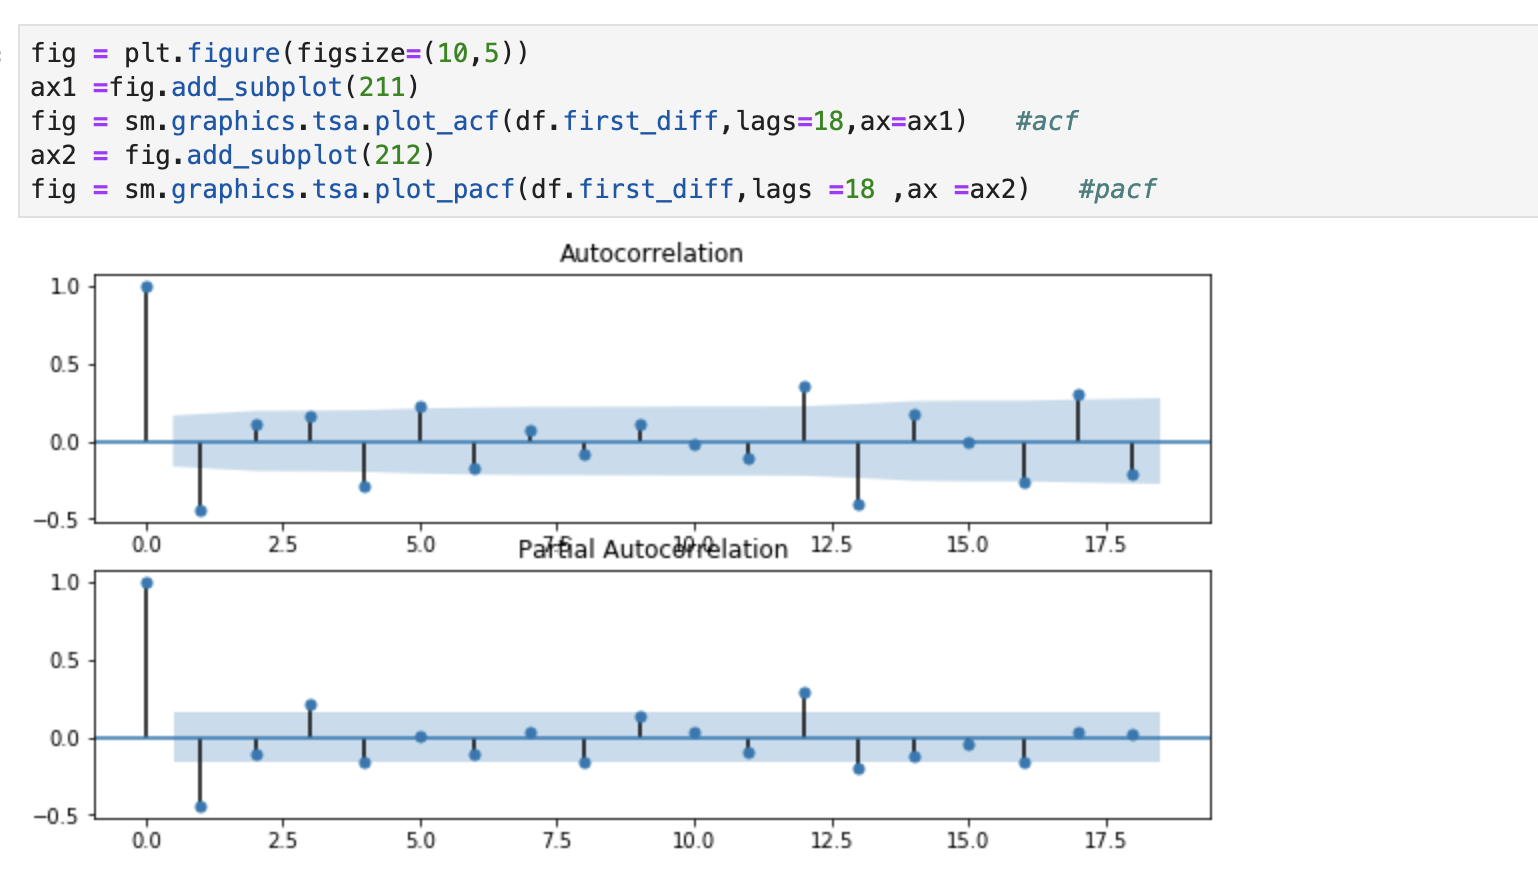 fig = plt.figure(figsize=(10,5))
ax1 =fig.add_subplot(211)
fig = sm.graphics.tsa.plot_acf(df.first_diff,lags=18,ax=ax1)   #acf
ax2 = fig.add_subplot(212)
fig = sm.graphics.tsa.plot_pacf(df.first_diff,lags =18 ,ax =ax2)   #pacf
Autocorrelation
1.0
0.5
0.0
−0.5
0.0 2.5 5.0 7.5 10.0 12.5 15.0 17.5
Partial Autocorrelation
1.0
0.5
0.0
−0.5
0.0 2.5 5.0 7.5 10.0 12.5 15.0 17.5